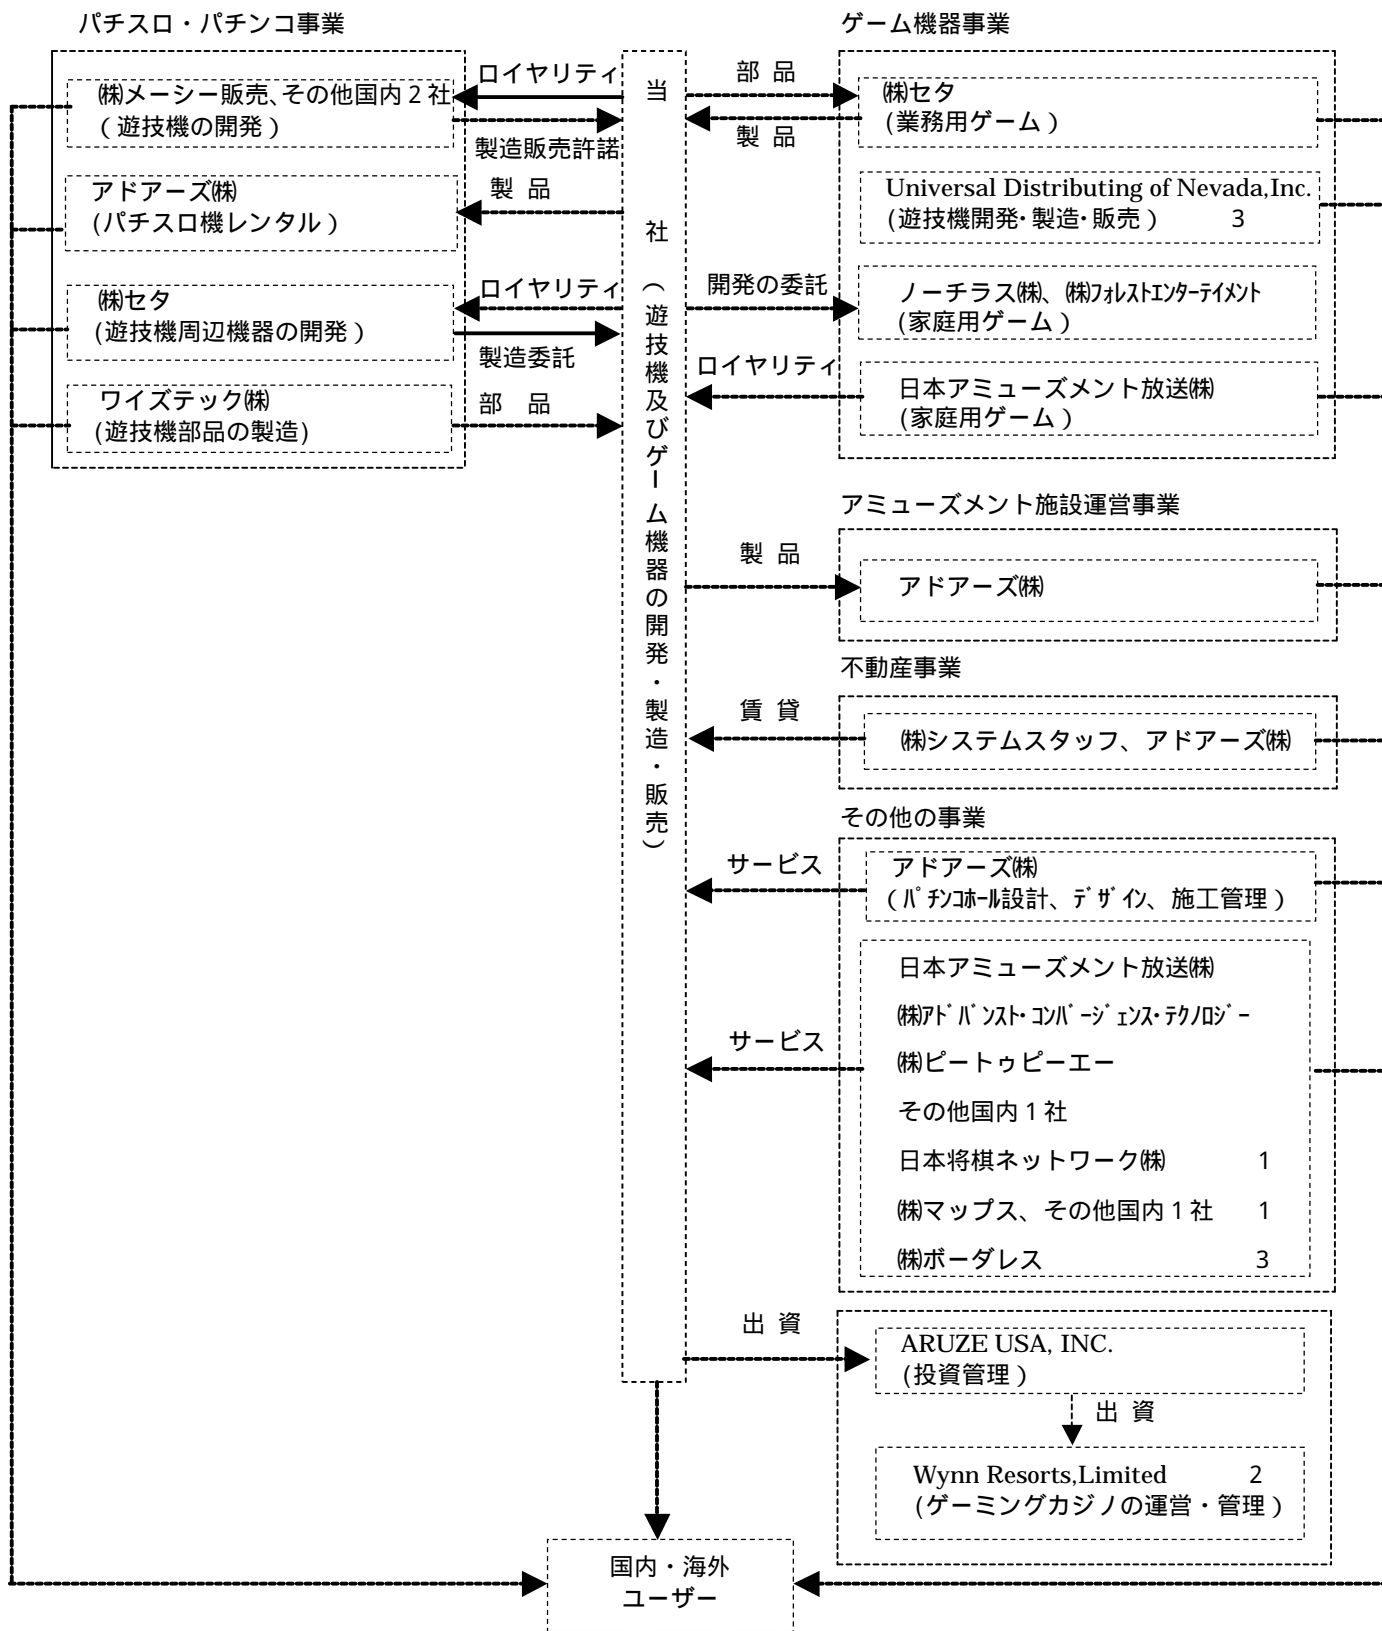 パチスロ・パチンコ事業
㈱メーシー販売、その他国内２社
（遊技機の開発）
アドアーズ㈱
(パチスロ機レンタル）
㈱セタ
(遊技機周辺機器の開発）
ワイズテック㈱
(遊技機部品の製造)
ロイヤリティ
製造販売許諾
製 品
ロイヤリティ
製造委託
部 品
当 社 （遊技機及びゲーム機器の開発・製造・販売）
部 品
製 品
開発の委託
ロイヤリティ
製 品
賃 貸
サービス
サービス
出 資
ゲーム機器事業
㈱セタ
(業務用ゲーム）
Universal Distributing of Nevada,Inc.
(遊技機開発･製造･販売） 3
ノーチラス㈱、㈱ﾌｫﾚｽﾄｴﾝﾀｰﾃｲﾒﾝﾄ
(家庭用ゲーム）
日本アミューズメント放送㈱
(家庭用ゲーム）
アミューズメント施設運営事業
アドアーズ㈱
不動産事業
㈱システムスタッフ、アドアーズ㈱
その他の事業
アドアーズ㈱
（ﾊﾟﾁﾝｺﾎｰﾙ設計、ﾃﾞｻﾞｲﾝ、施工管理）
日本アミューズメント放送㈱
㈱ｱﾄﾞﾊﾞﾝｽﾄ･ｺﾝﾊﾞｰｼﾞｪﾝｽ･ﾃｸﾉﾛｼﾞｰ
㈱ピートゥピーエー
その他国内１社
日本将棋ネットワーク㈱ 1
㈱マップス、その他国内１社 1
㈱ボーダレス 3
ARUZE USA, INC.
(投資管理）
出 資
Wynn Resorts,Limited 2
(ゲーミングカジノの運営・管理）
国内・海外
ユーザー